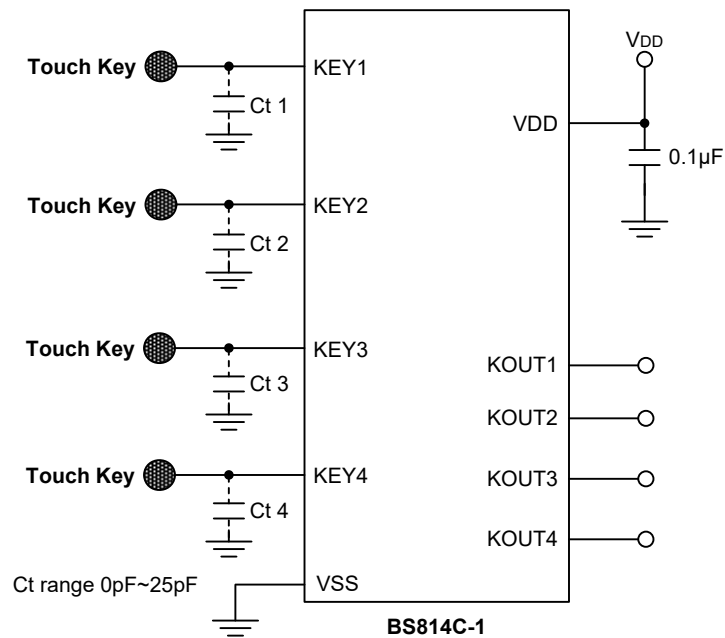 Touch Key
KEY1
Ct 1
VDD
VDD
0.1µF
Touch Key
KEY2
Ct 2
Touch Key
KEY3
Ct 3
KOUT1
KOUT2
Touch Key
KEY4
KOUT3
Ct 4
KOUT4
Ct range 0pF~25pF
VSS
BS814C-1